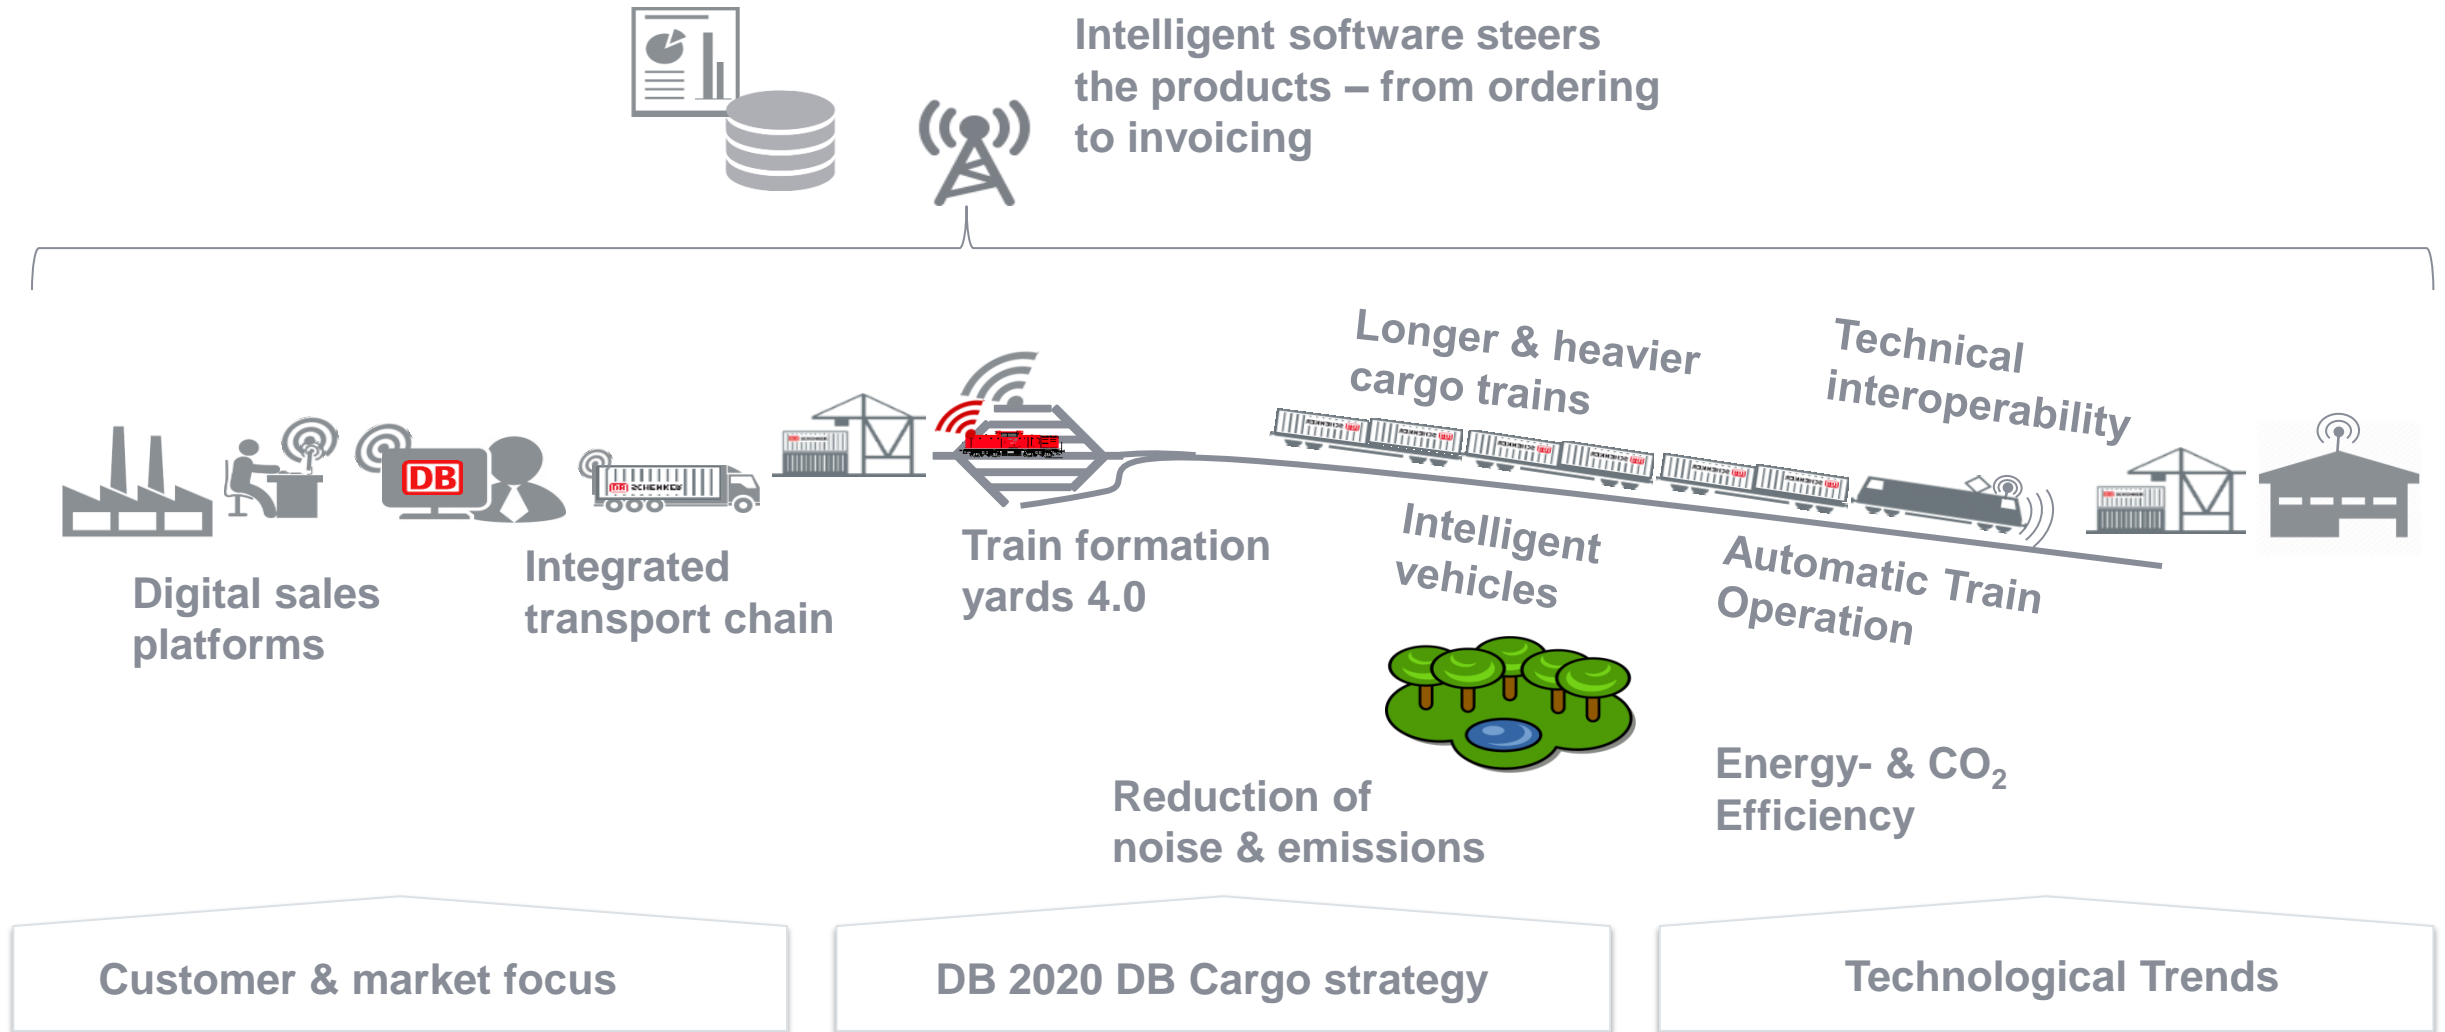 Intelligent software steers
the products – from ordering
to invoicing
Longer & heavier
cargo trains
Technical
interoperability
DB
DB SCHENKER
Digital sales
platforms
Integrated
transport chain
Train formation
yards 4.0
Intelligent
vehicles
Automatic Train
Operation
Reduction of
noise & emissions
Energy- & CO₂
Efficiency
Customer & market focus
DB 2020 DB Cargo strategy
Technological Trends